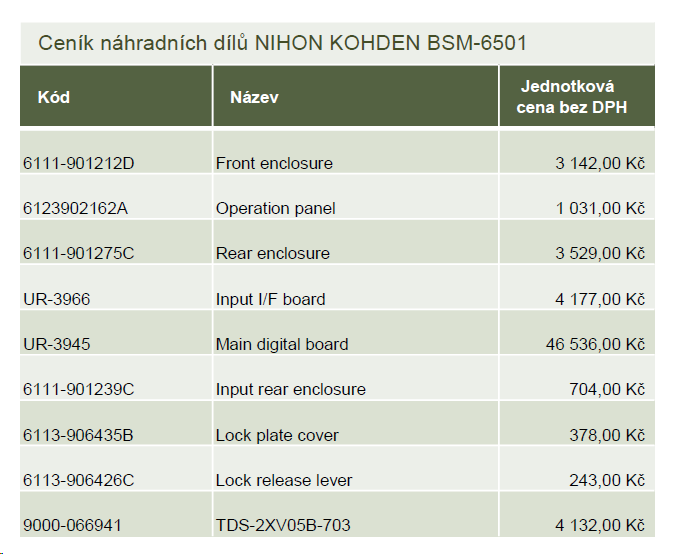 Ceník náhradních dílů NIHON KOHDEN BSM-6501
Kód Název Jednotková cena bez DPH
6111-901212D Front enclosure 3 142,00 Kč
6123902162A Operation panel 1 031,00 Kč
6111-901275C Rear enclosure 3 529,00 Kč
UR-3966 Input I/F board 4 177,00 Kč
UR-3945 Main digital board 46 536,00 Kč
6111-901239C Input rear enclosure 704,00 Kč
6113-906435B Lock plate cover 378,00 Kč
6113-906426C Lock release lever 243,00 Kč
9000-066941 TDS-2XV05B-703 4 132,00 Kč